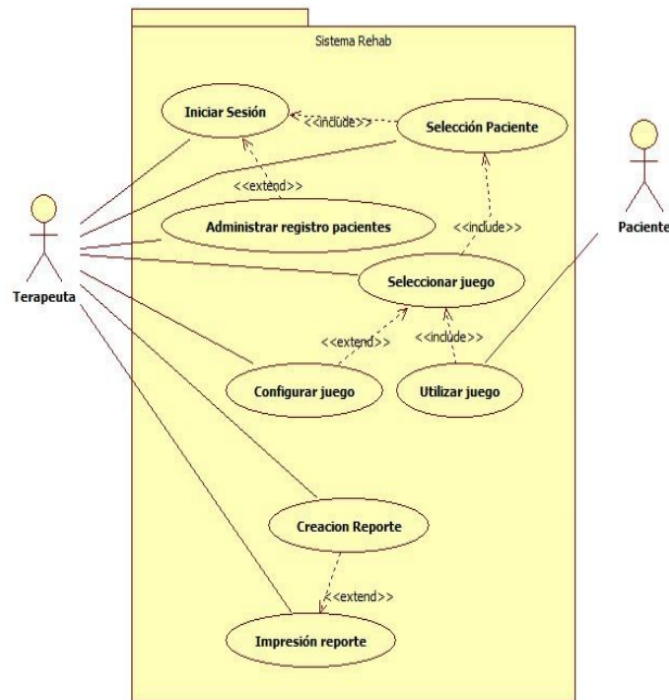 Sistema Rehab
Iniciar Sesión
<<include>>
Selección Paciente
<<extend>>
Administrar registro pacientes
<<include>>
Paciente
Seleccionar juego
Terapeuta
<<extend>>
<<include>>
Configurar juego
Utilizar juego
Creacion Reporte
<<extend>>
Impresión reporte